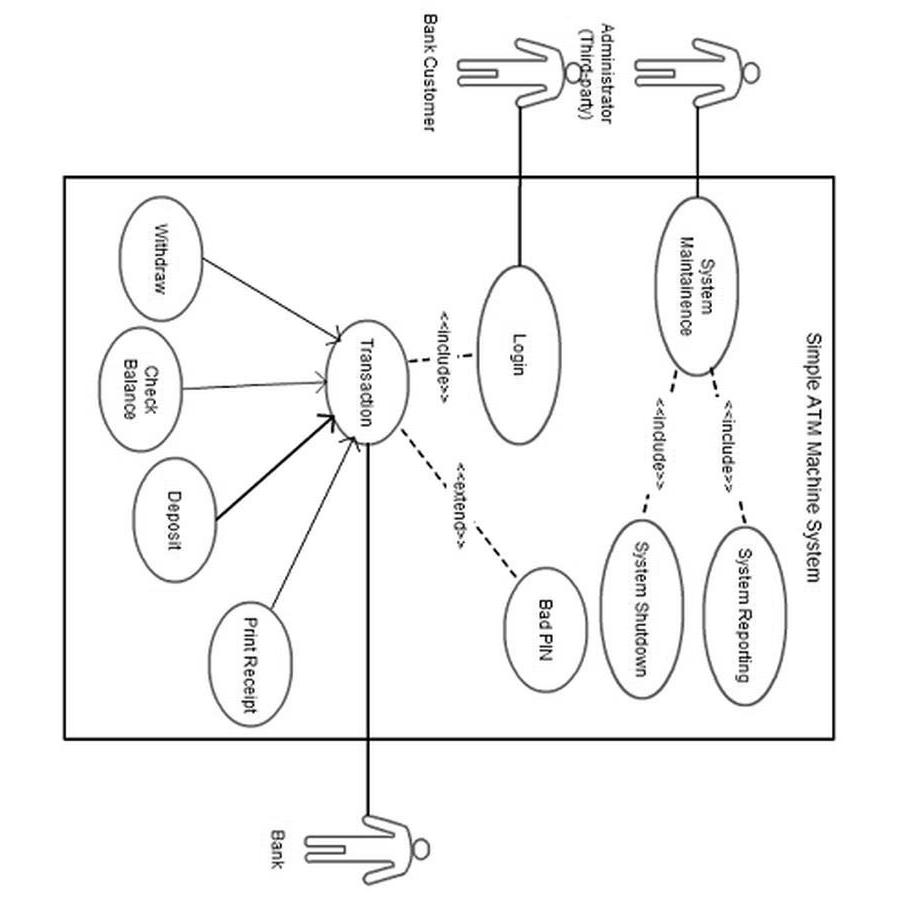 Simple ATM Machine System
Administrator
(Third-party)
System
Maintainence
<<include>>
System Reporting
<<include>>
System Shutdown
Bank Customer
Login
Bad PIN
<<include>>
<<extend>>
Transaction
Bank
Withdraw
Check
Balance
Deposit
Print Receipt